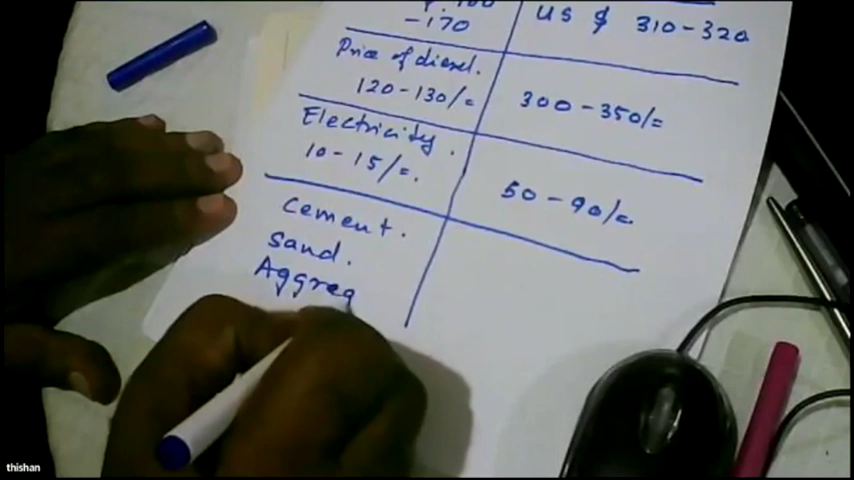 -170
US $ 310-320
Price of diesel.
120-130/=
300-350/=
Electricity.
10-15/=.
50-90/=
Cement.
Sand.
Aggreg
thishan